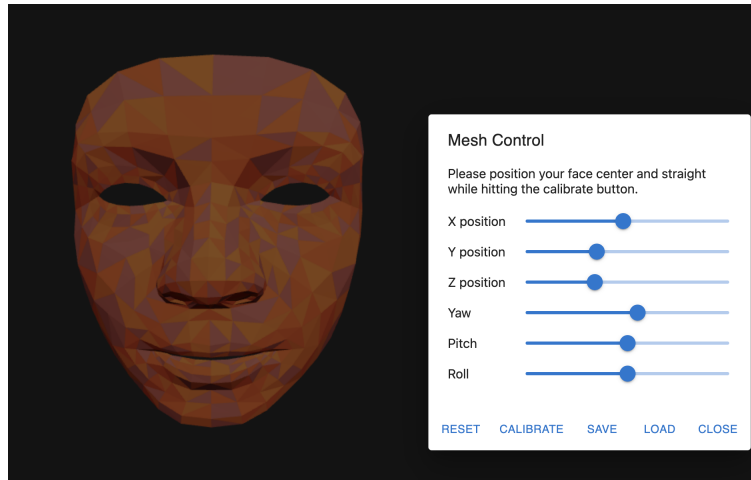 Mesh Control
Please position your face center and straight
while hitting the calibrate button.
X position
Y position
Z position
Yaw
Pitch
Roll
RESET CALIBRATE SAVE LOAD CLOSE